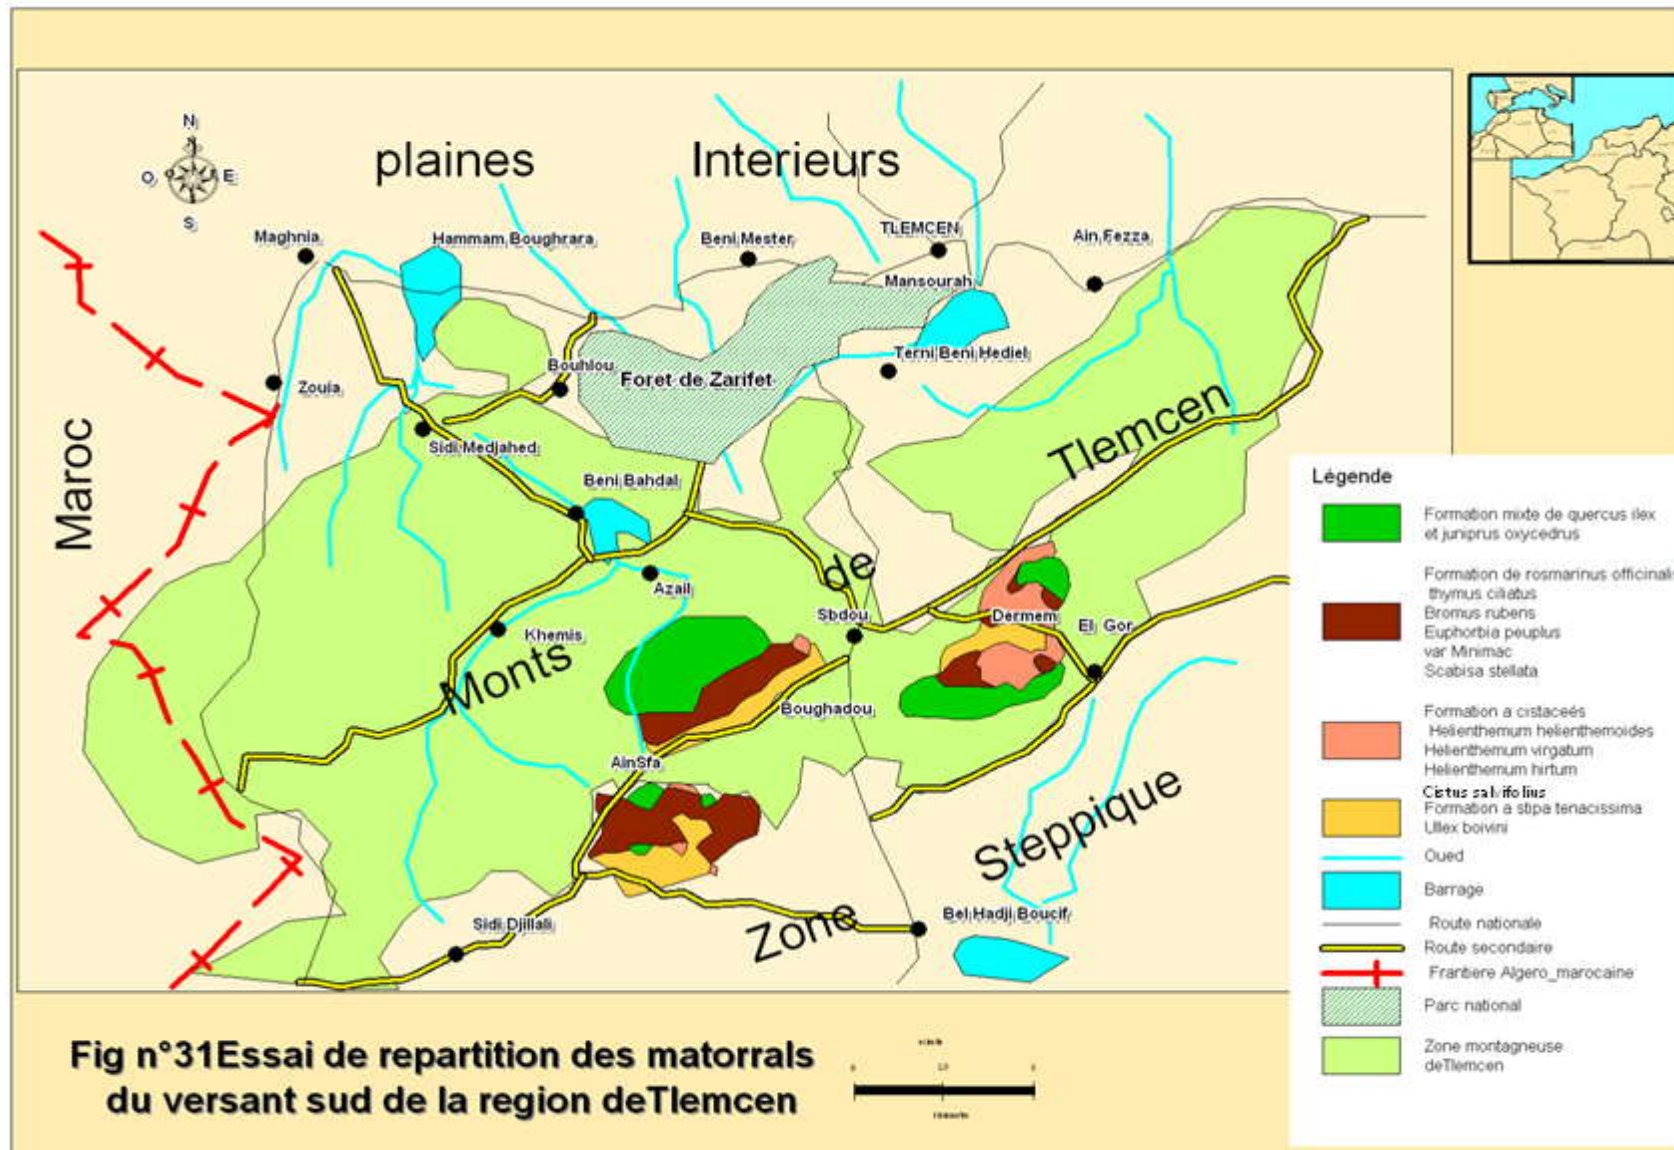 N
O
E
S
plaines Interieurs
Maghnia
Hammam Boughrara
Beni Mester
TLEMCEN
Ain Fezza
Mansourah
Zouia
Bouhlou
Foret de Zarifet
Terni Beni Hediel
Maroc
Sidi Medjahed
Beni Bahdal
Monts de Tlemcen
Azail
Khemis
Sbdou
Dermem
El Gor
Boughadou
AinSfa
Zone Steppique
Sidi Djillali
Bel Hadji Boucif
Légende
Formation mixte de quercus ilex
et juniprus oxycedrus
Formation de rosmarinus officinalis
thymus ciliatus
Bromus rubens
Euphorbia peuplus
var Minimac
Scabisa stellata
Formation a cistaceés
Helienthemum helienthemoides
Helienthemum virgatum
Helienthemum hirtum
Cistus salvifolius
Formation a stipa tenacissima
Ullex boivini
Oued
Barrage
Route nationale
Route secondaire
Frantiere Algero_marocaine
Parc national
Zone montagneuse
deTlemcen
Fig n°31Essai de repartition des matorrals
du versant sud de la region deTlemcen